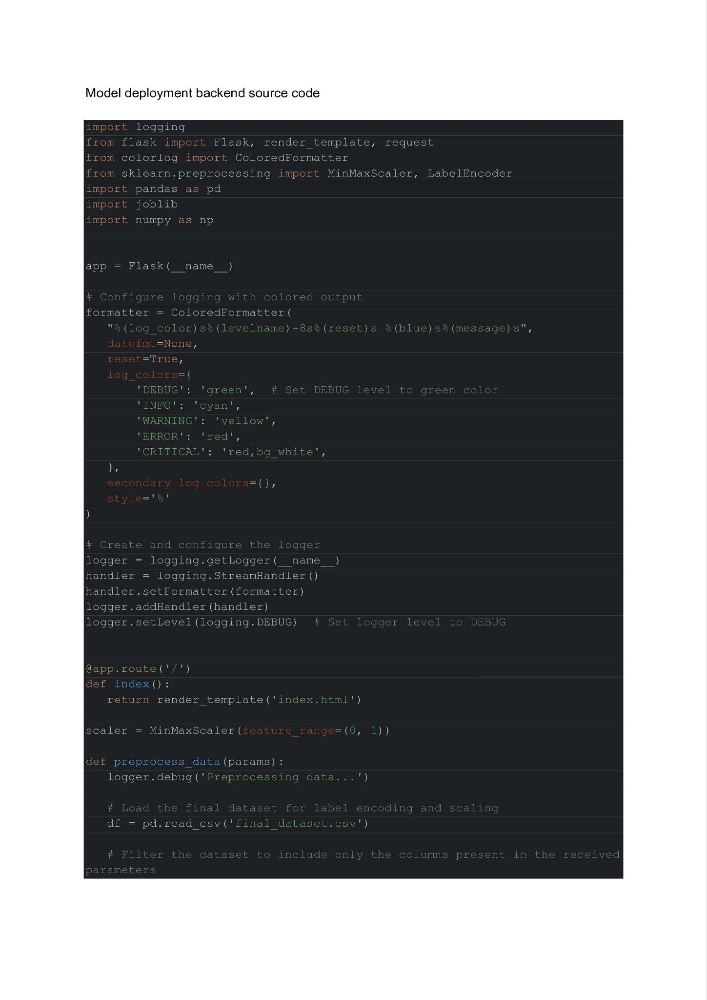 Model deployment backend source code
import logging
from flask import Flask, render_template, request
from colorlog import ColoredFormatter
from sklearn.preprocessing import MinMaxScaler, LabelEncoder
import pandas as pd
import joblib
import numpy as np
app = Flask(__name__)
# Configure logging with colored output
formatter = ColoredFormatter(
   "%(log_color)s%(levelname)-8s%(reset)s %(blue)s%(message)s",
   datefmt=None,
   reset=True,
   log_colors={
       'DEBUG': 'green',  # Set DEBUG level to green color
       'INFO': 'cyan',
       'WARNING': 'yellow',
       'ERROR': 'red',
       'CRITICAL': 'red,bg_white',
   },
   secondary_log_colors={},
   style='%'
)
# Create and configure the logger
logger = logging.getLogger(__name__)
handler = logging.StreamHandler()
handler.setFormatter(formatter)
logger.addHandler(handler)
logger.setLevel(logging.DEBUG)  # Set logger level to DEBUG
@app.route('/')
def index():
   return render_template('index.html')
scaler = MinMaxScaler(feature_range=(0, 1))
def preprocess_data(params):
   logger.debug('Preprocessing data...')
   # Load the final dataset for label encoding and scaling
   df = pd.read_csv('final_dataset.csv')
   # Filter the dataset to include only the columns present in the received
parameters